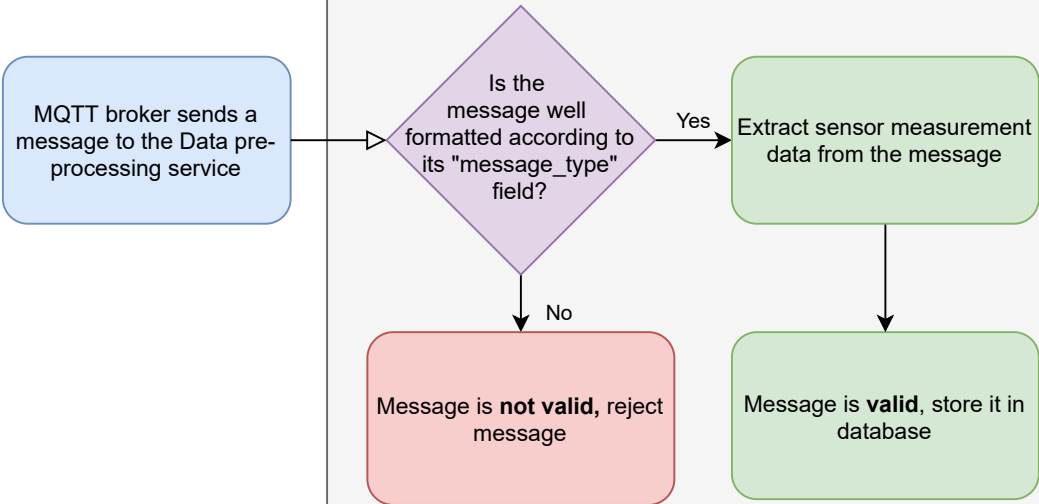 MQTT broker sends a
message to the Data pre-
processing service
Is the
message well
formatted according to
its "message_type"
field?
Yes
Extract sensor measurement
data from the message
No
Message is not valid, reject
message
Message is valid, store it in
database